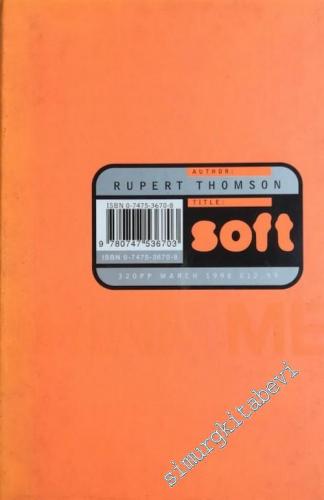 AUTHOR:
RUPERT THOMSON
ISBN 0-7475-3670-8
TITLE:
soft
9 780747 536703
ISBN 0-7475-3670-8
320PP MARCH 1998 £12.99
ME
simurgkitabevi